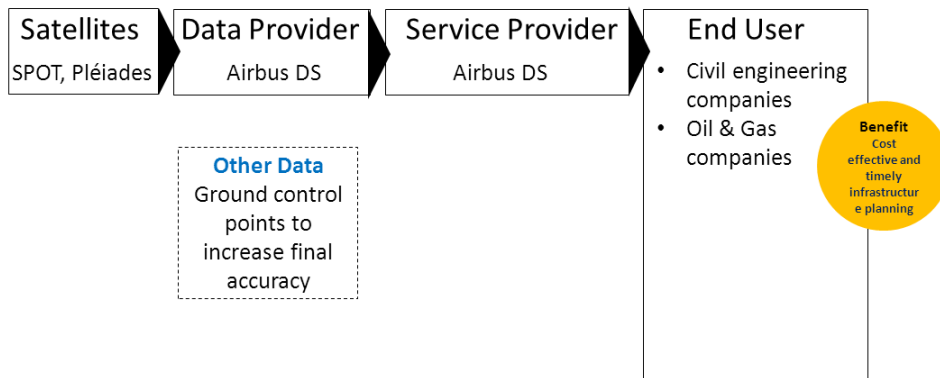 Satellites
SPOT, Pléiades
Data Provider
Airbus DS
Service Provider
Airbus DS
End User
• Civil engineering
companies
• Oil & Gas
companies
Benefit
Cost
effective and
timely
infrastructur
e planning
Other Data
Ground control
points to
increase final
accuracy